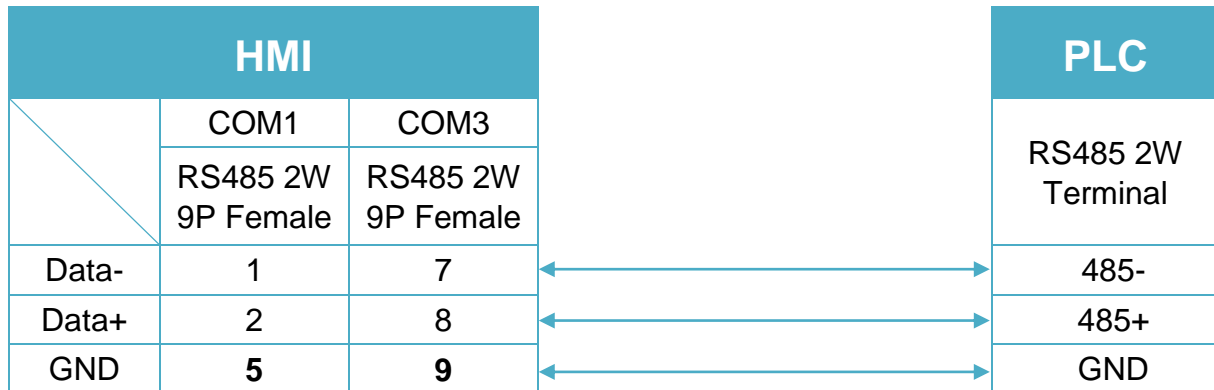 HMI
PLC
COM1 COM3
RS485 2W
9P Female
RS485 2W
9P Female
RS485 2W
Terminal
Data- 1 7 485-
Data+ 2 8 485+
GND 5 9 GND